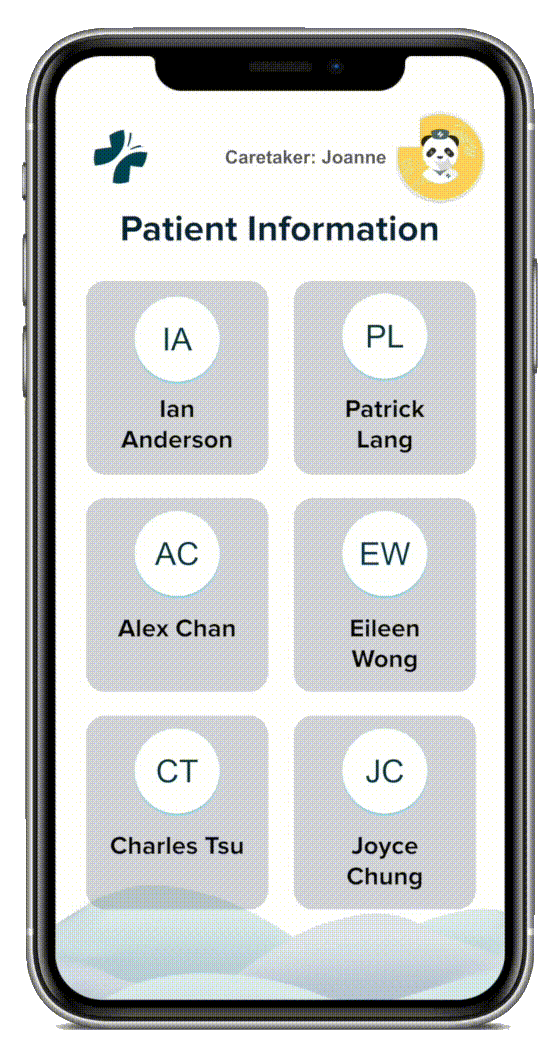 Caretaker: Joanne
Patient Information
IA
Ian
Anderson
PL
Patrick
Lang
AC
Alex Chan
EW
Eileen
Wong
CT
Charles Tsu
JC
Joyce
Chung